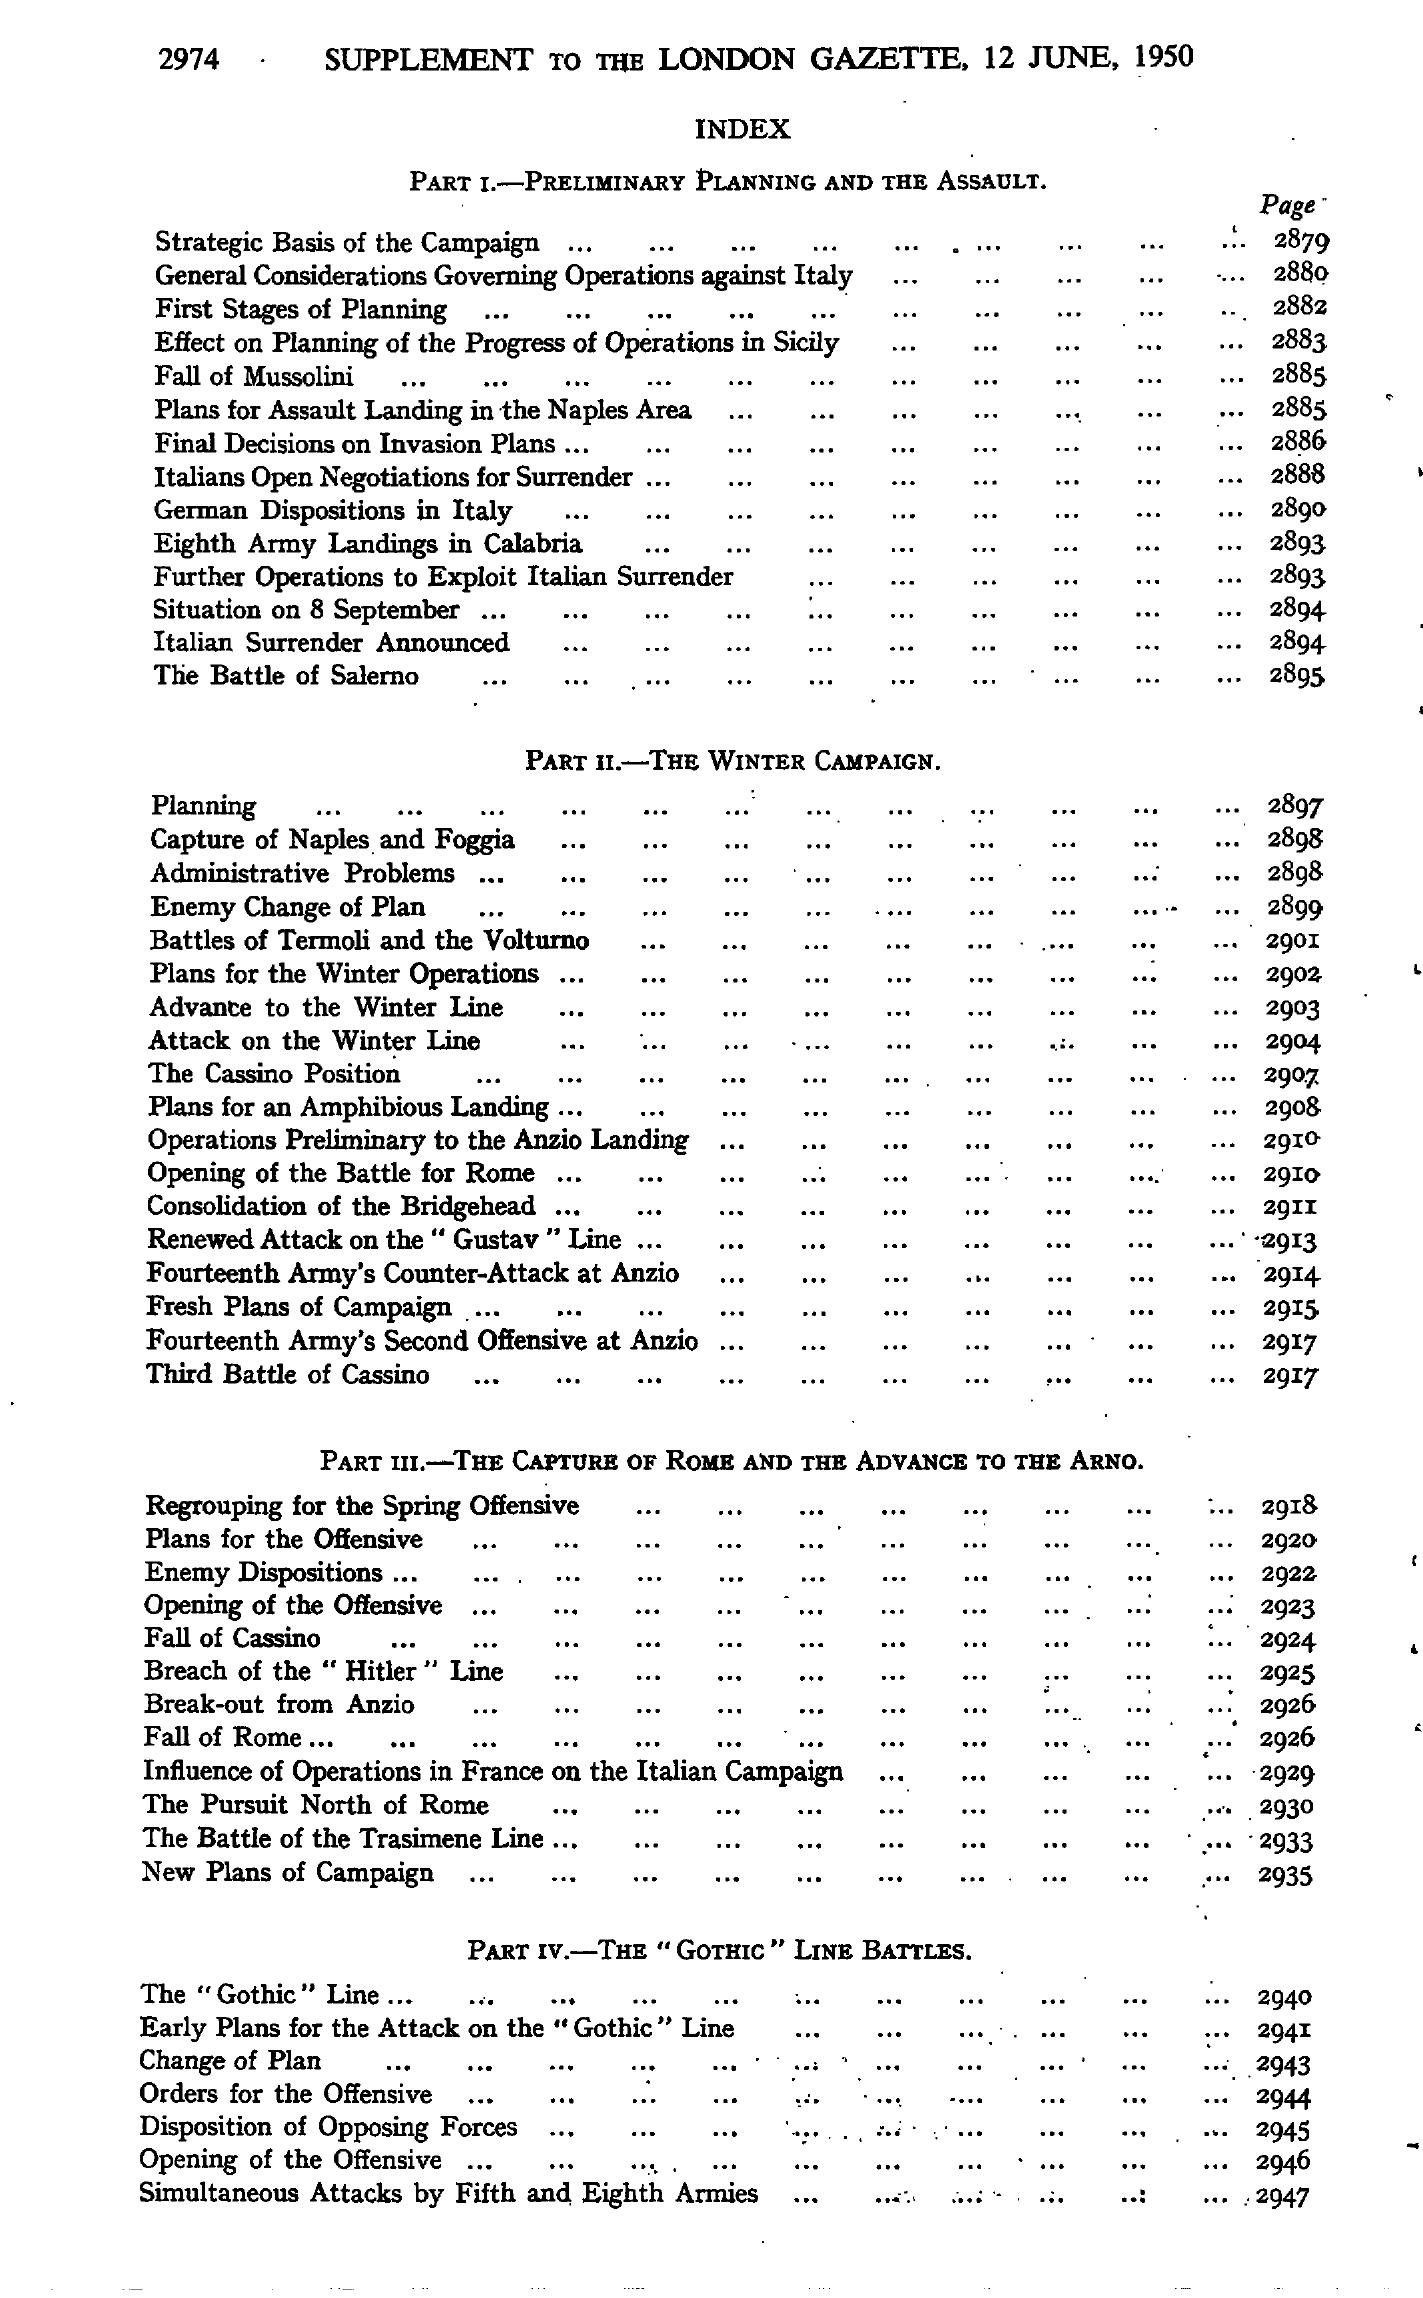 2974 SUPPLEMENT TO THE LONDON GAZETTE, 12 JUNE, 1950
INDEX
PART I.—PRELIMINARY PLANNING AND THE ASSAULT.
Page
Strategic Basis of the Campaign ... ... ... ... ... ... ... ... ... 2879
General Considerations Governing Operations against Italy ... ... ... ... ... 2880
First Stages of Planning ... ... ... ... ... ... ... ... ... ... 2882
Effect on Planning of the Progress of Operations in Sicily ... ... ... ... ... 2883
Fall of Mussolini ... ... ... ... ... ... ... ... ... ... ... 2885
Plans for Assault Landing in the Naples Area ... ... ... ... ... ... ... 2885
Final Decisions on Invasion Plans ... ... ... ... ... ... ... ... ... 2886
Italians Open Negotiations for Surrender ... ... ... ... ... ... ... ... 2888
German Dispositions in Italy ... ... ... ... ... ... ... ... ... 2890
Eighth Army Landings in Calabria ... ... ... ... ... ... ... ... 2893
Further Operations to Exploit Italian Surrender ... ... ... ... ... ... 2893
Situation on 8 September ... ... ... ... ... ... ... ... ... ... 2894
Italian Surrender Announced ... ... ... ... ... ... ... ... ... 2894
The Battle of Salerno ... ... ... ... ... ... ... ... ... ... 2895
PART II.—THE WINTER CAMPAIGN.
Planning ... ... ... ... ... ... ... ... ... ... ... ... 2897
Capture of Naples and Foggia ... ... ... ... ... ... ... ... ... 2898
Administrative Problems ... ... ... ... ... ... ... ... ... ... 2898
Enemy Change of Plan ... ... ... ... ... ... ... ... ... ... 2899
Battles of Termoli and the Volturno ... ... ... ... ... ... ... ... 2901
Plans for the Winter Operations ... ... ... ... ... ... ... ... ... 2902
Advance to the Winter Line ... ... ... ... ... ... ... ... ... 2903
Attack on the Winter Line ... ... ... ... ... ... ... ... ... 2904
The Cassino Position ... ... ... ... ... ... ... ... ... ... 2907
Plans for an Amphibious Landing ... ... ... ... ... ... ... ... ... 2908
Operations Preliminary to the Anzio Landing ... ... ... ... ... ... ... 2910
Opening of the Battle for Rome ... ... ... ... ... ... ... ... ... 2910
Consolidation of the Bridgehead ... ... ... ... ... ... ... ... ... 2911
Renewed Attack on the " Gustav " Line ... ... ... ... ... ... ... ... 2913
Fourteenth Army's Counter-Attack at Anzio ... ... ... ... ... ... ... 2914
Fresh Plans of Campaign ... ... ... ... ... ... ... ... ... ... 2915
Fourteenth Army's Second Offensive at Anzio ... ... ... ... ... ... ... 2917
Third Battle of Cassino ... ... ... ... ... ... ... ... ... ... 2917
PART III.—THE CAPTURE OF ROME AND THE ADVANCE TO THE ARNO.
Regrouping for the Spring Offensive ... ... ... ... ... ... ... ... 2918
Plans for the Offensive ... ... ... ... ... ... ... ... ... ... 2920
Enemy Dispositions ... ... ... ... ... ... ... ... ... ... ... 2922
Opening of the Offensive ... ... ... ... ... ... ... ... ... ... 2923
Fall of Cassino ... ... ... ... ... ... ... ... ... ... ... 2924
Breach of the " Hitler " Line ... ... ... ... ... ... ... ... ... 2925
Break-out from Anzio ... ... ... ... ... ... ... ... ... ... 2926
Fall of Rome ... ... ... ... ... ... ... ... ... ... ... ... 2926
Influence of Operations in France on the Italian Campaign ... ... ... ... ... 2929
The Pursuit North of Rome ... ... ... ... ... ... ... ... ... 2930
The Battle of the Trasimene Line ... ... ... ... ... ... ... ... ... 2933
New Plans of Campaign ... ... ... ... ... ... ... ... ... ... 2935
PART IV.—THE " GOTHIC " LINE BATTLES.
The " Gothic " Line ... ... ... ... ... ... ... ... ... ... ... 2940
Early Plans for the Attack on the " Gothic " Line ... ... ... ... ... ... 2941
Change of Plan ... ... ... ... ... ... ... ... ... ... ... 2943
Orders for the Offensive ... ... ... ... ... ... ... ... ... ... 2944
Disposition of Opposing Forces ... ... ... ... ... ... ... ... ... 2945
Opening of the Offensive ... ... ... ... ... ... ... ... ... ... 2946
Simultaneous Attacks by Fifth and Eighth Armies ... ... ... ... ... ... 2947